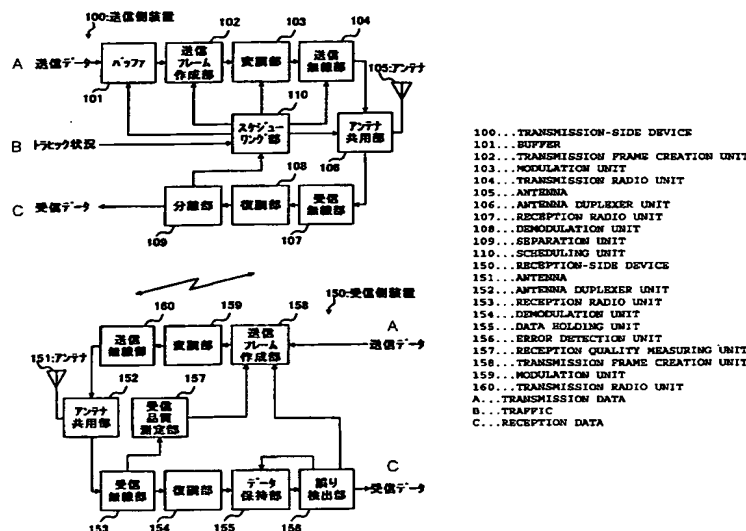 100:送信側装置
102
103
104
A 送信データ
バッファ
送信
フレーム
作成部
変調部
送信
無線部
105:アンテナ
101
110
B トラヒック状況
スケジュー
リング部
アンテナ
共用部
108
106
C 受信データ
分離部
復調部
受信
無線部
109
107
150:受信側装置
160
159
158
A
送信
無線部
変調部
送信
フレーム
作成部
送信データ
151:アンテナ
152
157
アンテナ
共用部
受信
品質
測定部
C
受信
無線部
復調部
データ
保持部
誤り
検出部
受信データ
153
154
155
156
100...TRANSMISSION-SIDE DEVICE
101...BUFFER
102...TRANSMISSION FRAME CREATION UNIT
103...MODULATION UNIT
104...TRANSMISSION RADIO UNIT
105...ANTENNA
106...ANTENNA DUPLEXER UNIT
107...RECEPTION RADIO UNIT
108...DEMODULATION UNIT
109...SEPARATION UNIT
110...SCHEDULING UNIT
150...RECEPTION-SIDE DEVICE
151...ANTENNA
152...ANTENNA DUPLEXER UNIT
153...RECEPTION RADIO UNIT
154...DEMODULATION UNIT
155...DATA HOLDING UNIT
156...ERROR DETECTION UNIT
157...RECEPTION QUALITY MEASURING UNIT
158...TRANSMISSION FRAME CREATION UNIT
159...MODULATION UNIT
160...TRANSMISSION RADIO UNIT
A...TRANSMISSION DATA
B...TRAFFIC
C...RECEPTION DATA